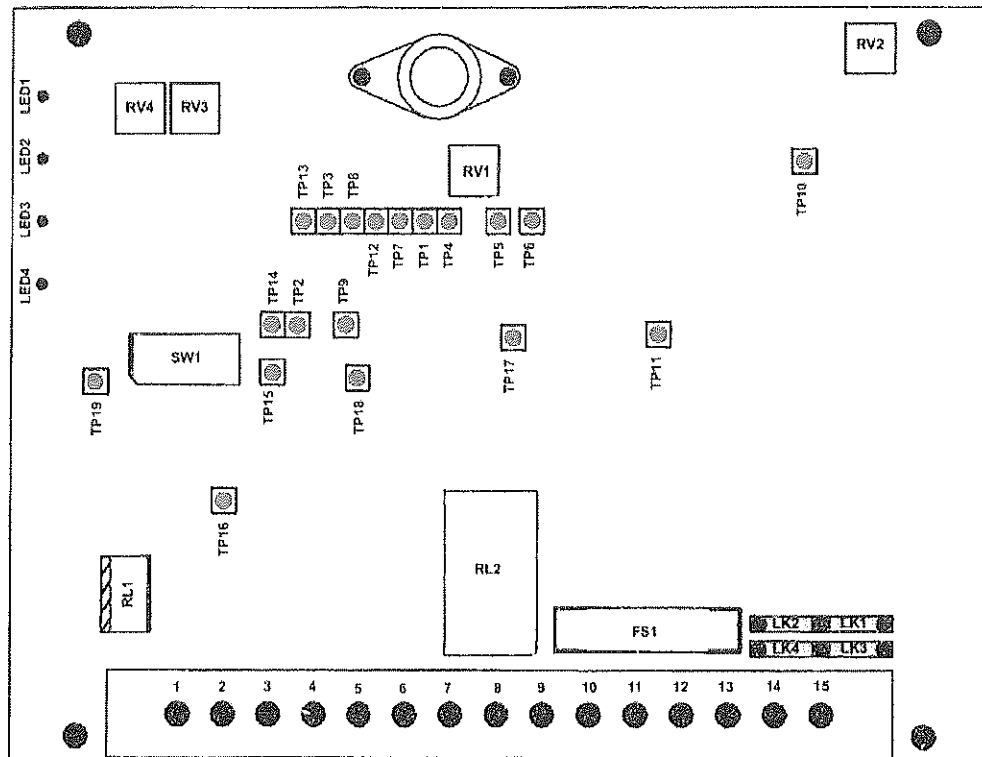 RV2
LED1
RV4 RV3
LED2
RV1
TP10
TP13 TP3 TP8
LED3
TP12 TP7 TP1 TP4 TP5 TP6
LED4
TP14 TP2 TP9
SW1
TP17 TP11
TP15 TP18
TP19
TP16
RL1
RL2
FS1
LK2 LK1
LK4 LK3
1 2 3 4 5 6 7 8 9 10 11 12 13 14 15